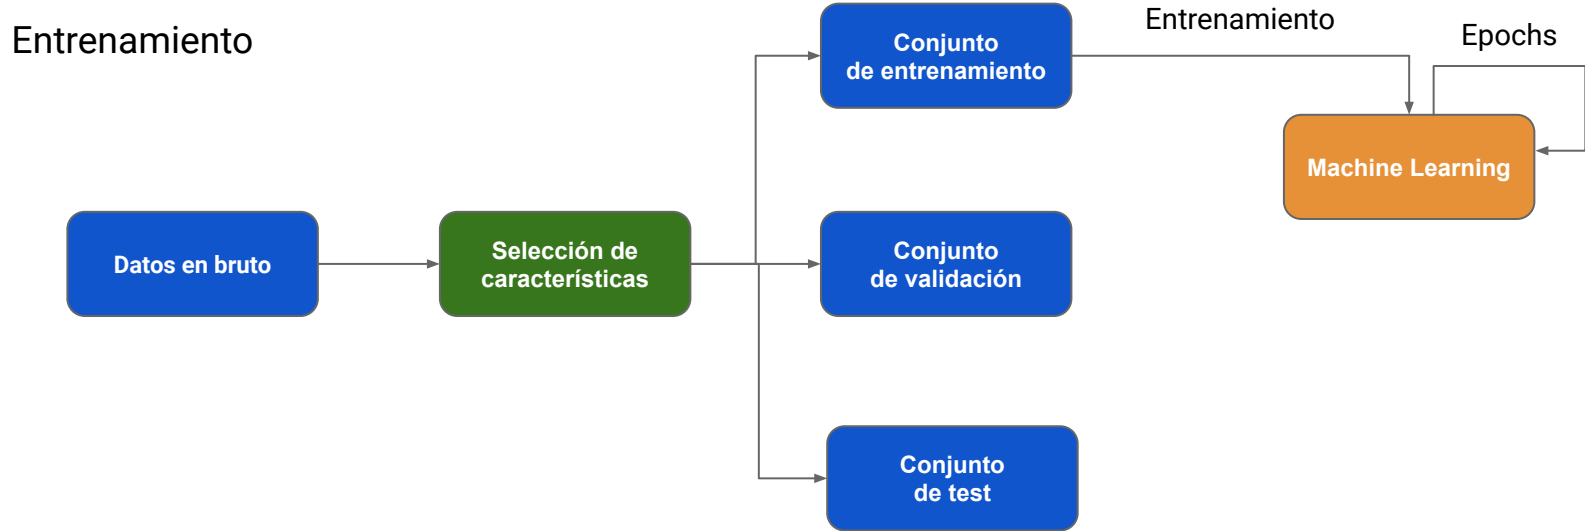 Entrenamiento
Conjunto
de entrenamiento
Entrenamiento
Epochs
Machine Learning
Datos en bruto
Selección de
características
Conjunto
de validación
Conjunto
de test